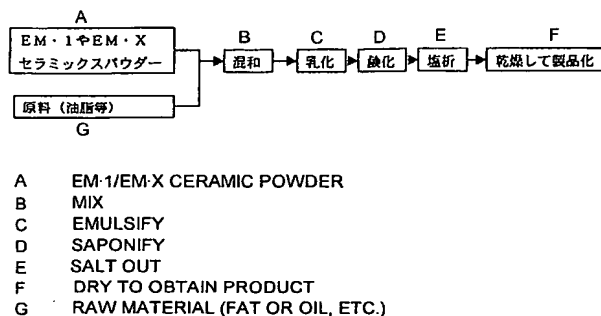 A
EM・1やEM・X
セラミックスパウダー
B
混和
C
乳化
D
鹸化
E
塩析
F
乾燥して製品化
原料（油脂等）
G
A EM·1/EM·X CERAMIC POWDER
B MIX
C EMULSIFY
D SAPONIFY
E SALT OUT
F DRY TO OBTAIN PRODUCT
G RAW MATERIAL (FAT OR OIL, ETC.)